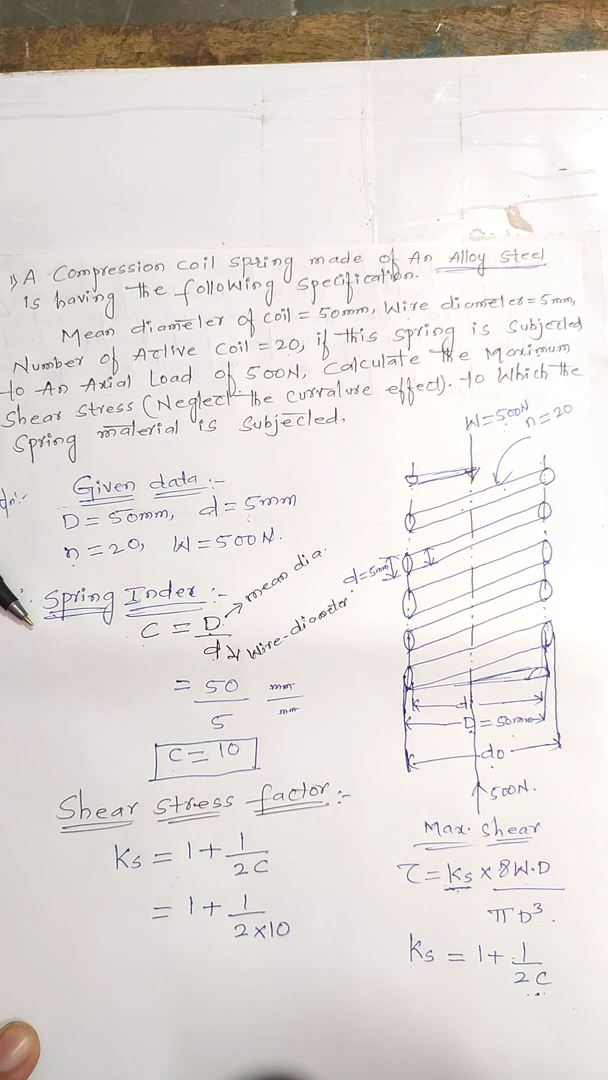 1) A Compression coil spring made of An Alloy Steel
is having the following Specification.
Mean diameter of coil = 50mm, Wire diameter = 5mm,
Number of Active Coil = 20, if this spring is Subjected
to An Axial Load of 500N, Calculate the Maximum
Shear Stress (Neglect the curvature effect). to Which the
Spring material is Subjected.
W=500N
n=20
Given data :-
D = 50mm, d = 5mm
n = 20, W = 500N.
d=5mm
Spring Index :-
C = D/d
mean dia.
Wire-diameter
= 50/5 mm/mm
C = 10
di
D = 50mm
do
500N.
Shear Stress factor :-
Ks = 1 + 1/2C
= 1 + 1/2×10
Max. Shear
τ = Ks × 8W.D/πD³.
Ks = 1 + 1/2C